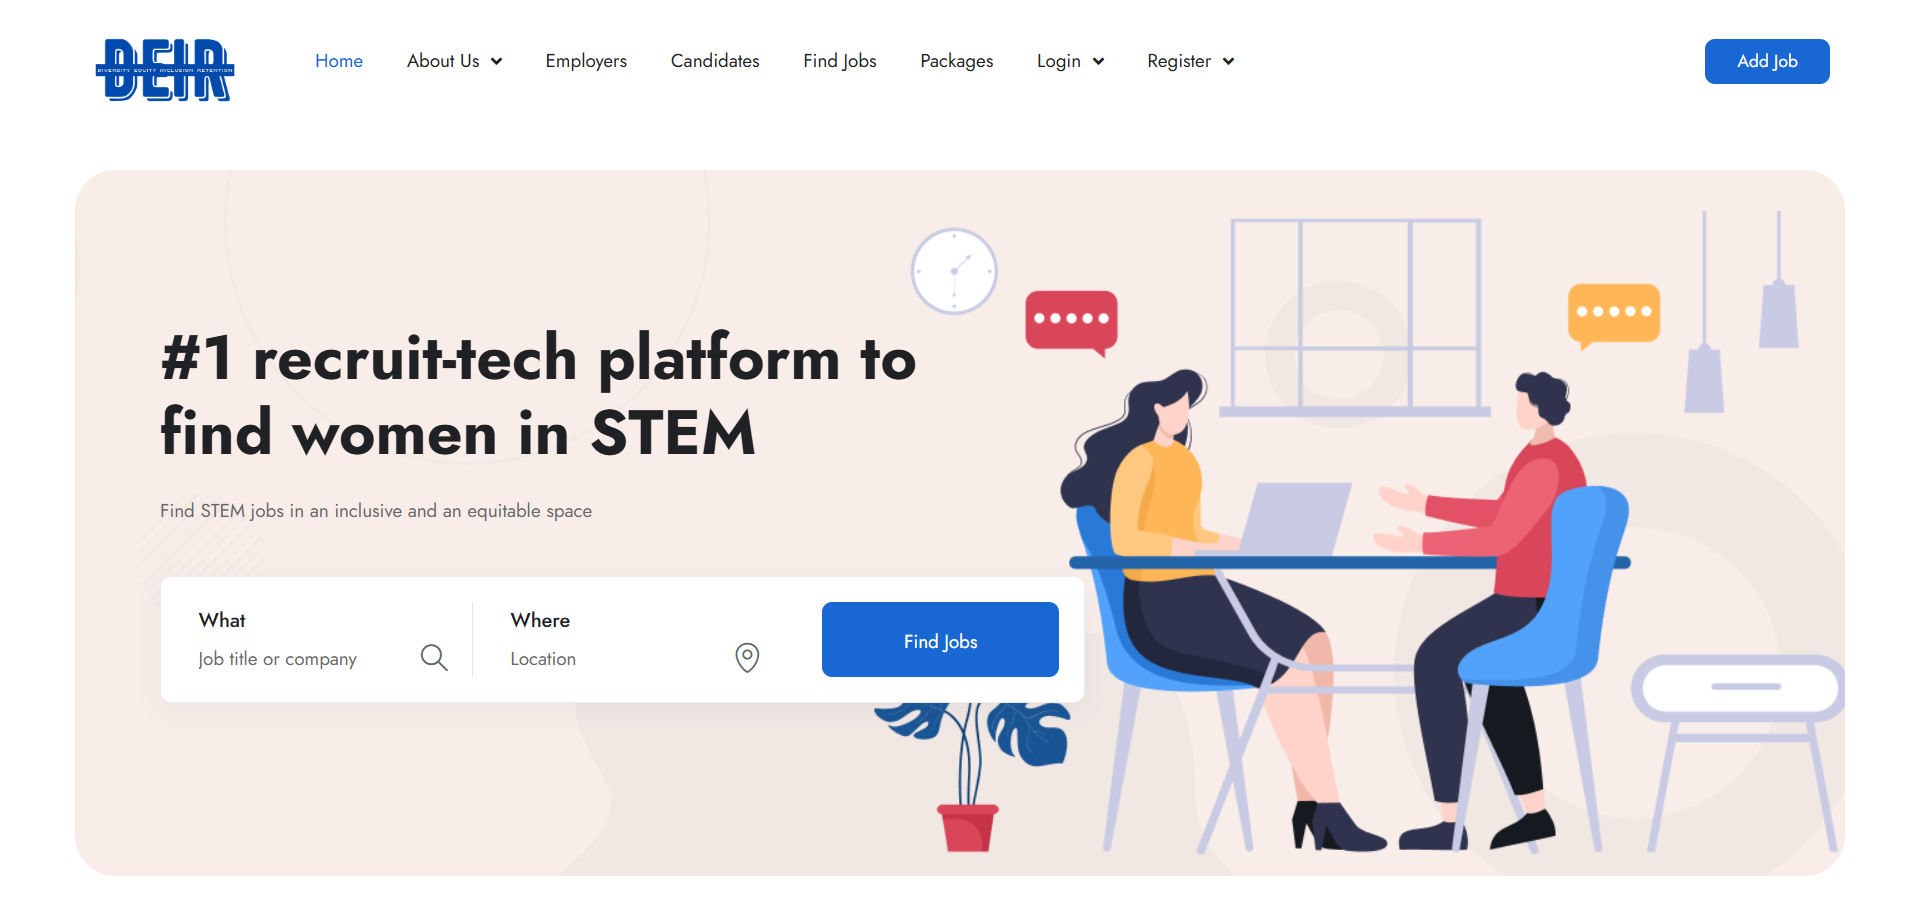 DEIR
DIVERSITY EQUITY INCLUSION RETENTION
Home About Us Employers Candidates Find Jobs Packages Login Register Add Job
#1 recruit-tech platform to
find women in STEM
Find STEM jobs in an inclusive and an equitable space
What
Job title or company
Where
Location
Find Jobs